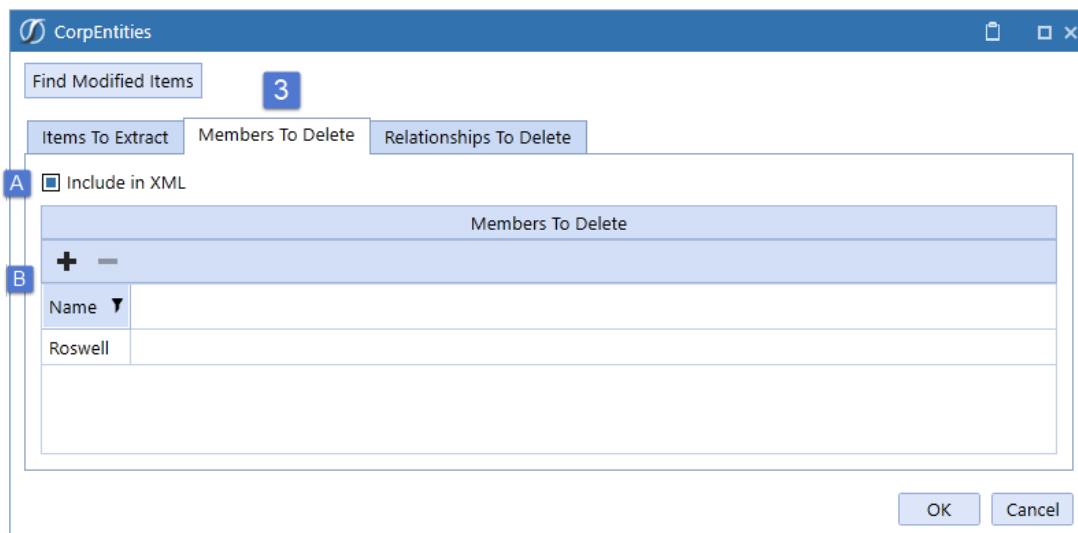 CorpEntities
Find Modified Items
3
Items To Extract Members To Delete Relationships To Delete
A Include in XML
Members To Delete
B
Name
Roswell
OK Cancel